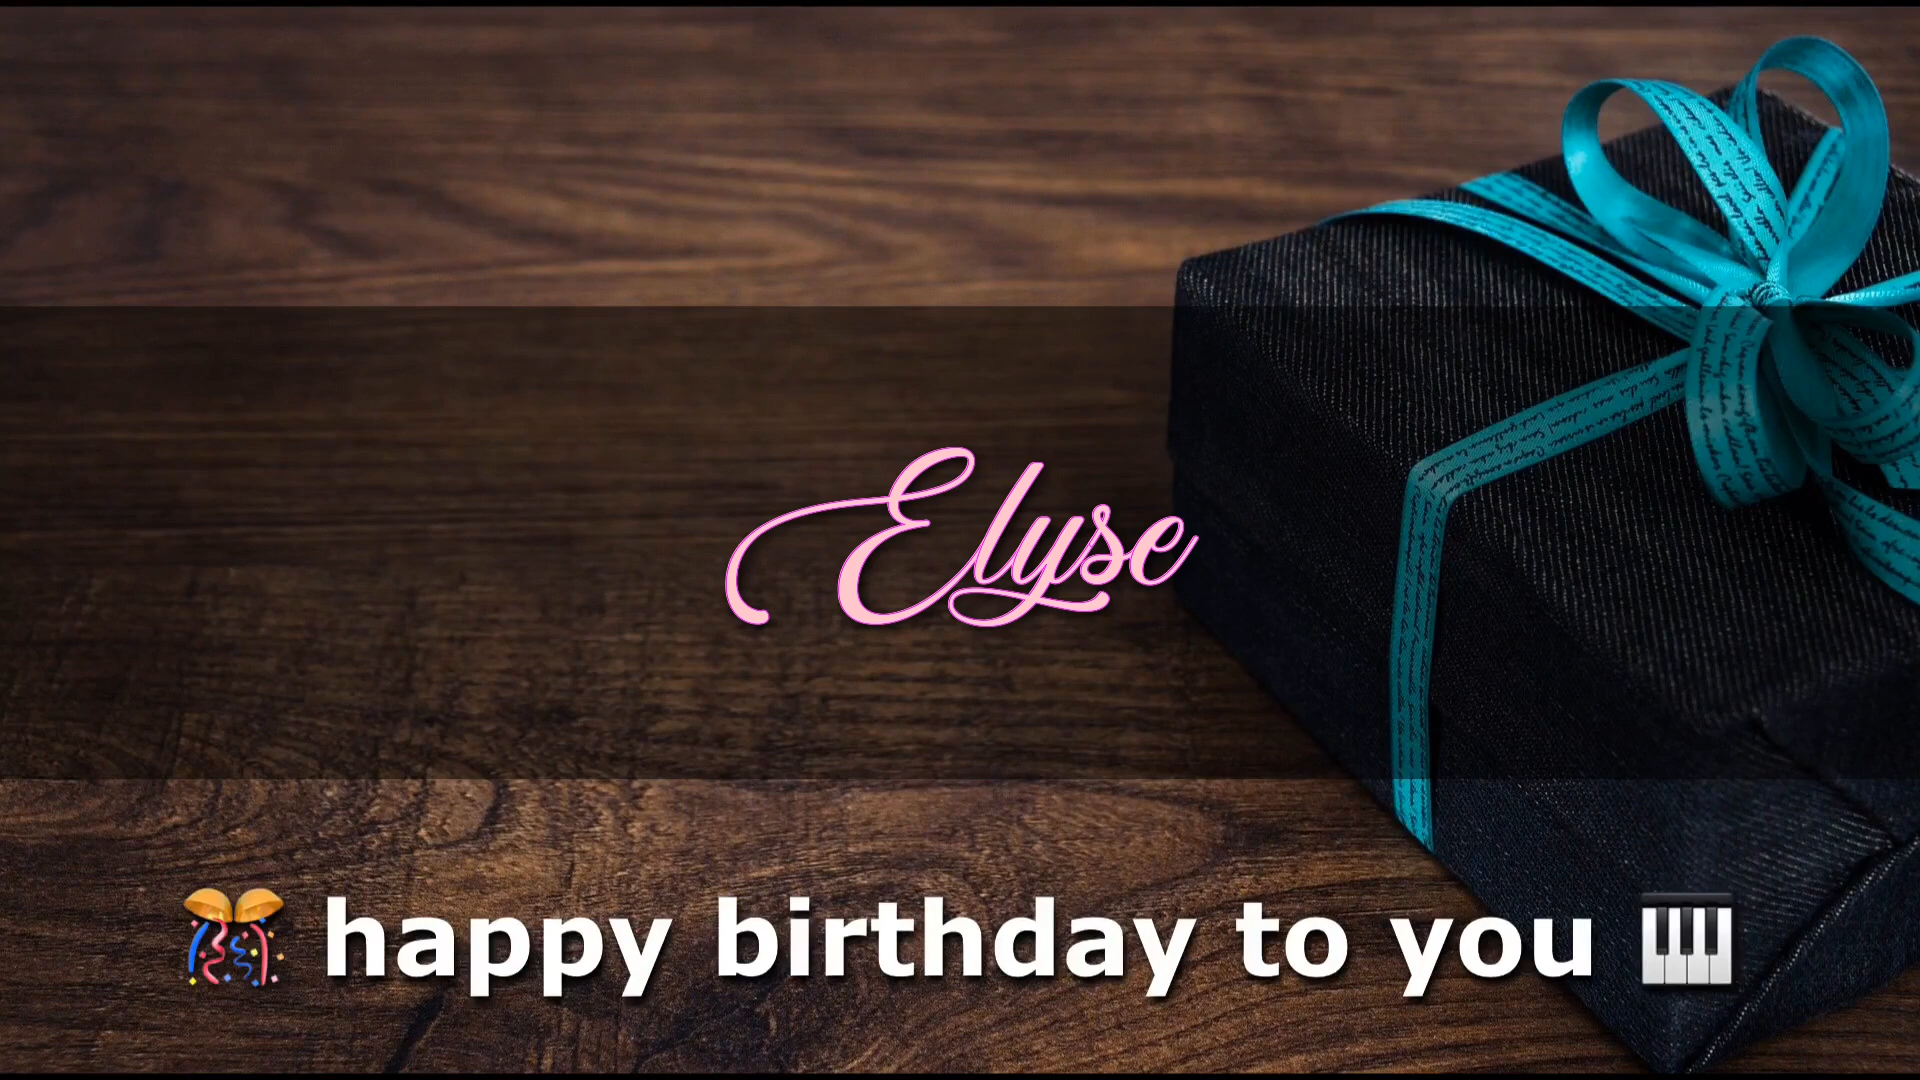 Elyse
🎊 happy birthday to you 🎹